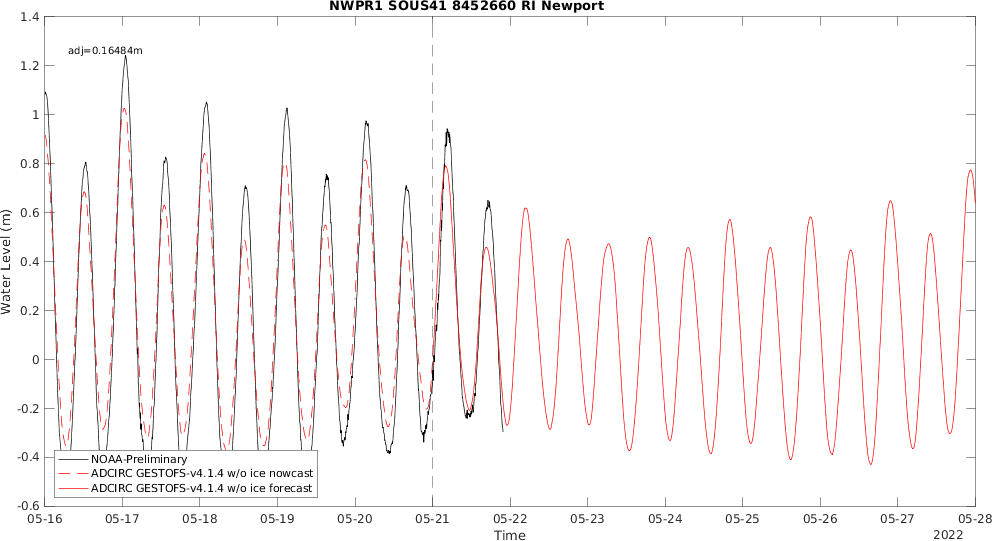 NWPR1 SOUS41 8452660 RI Newport
adj=0.16484m
Water Level (m)
1.4
1.2
1
0.8
0.6
0.4
0.2
0
-0.2
-0.4
-0.6
NOAA-Preliminary
ADCIRC GESTOFS-v4.1.4 w/o ice nowcast
ADCIRC GESTOFS-v4.1.4 w/o ice forecast
05-16 05-17 05-18 05-19 05-20 05-21 05-22 05-23 05-24 05-25 05-26 05-27 05-28
Time
2022